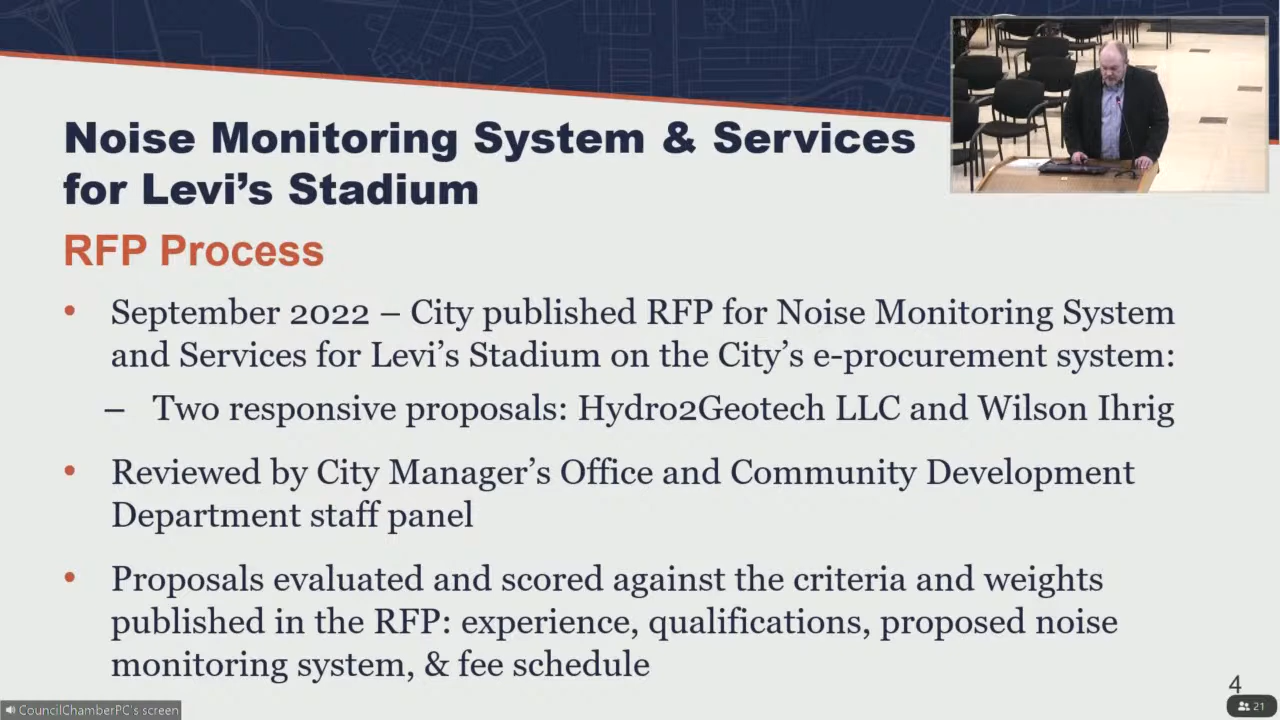 Noise Monitoring System & Services
for Levi's Stadium
RFP Process
• September 2022 – City published RFP for Noise Monitoring System
and Services for Levi's Stadium on the City's e-procurement system:
– Two responsive proposals: Hydro2Geotech LLC and Wilson Ihrig
• Reviewed by City Manager's Office and Community Development
Department staff panel
• Proposals evaluated and scored against the criteria and weights
published in the RFP: experience, qualifications, proposed noise
monitoring system, & fee schedule
4
CouncilChamberPC's screen
21